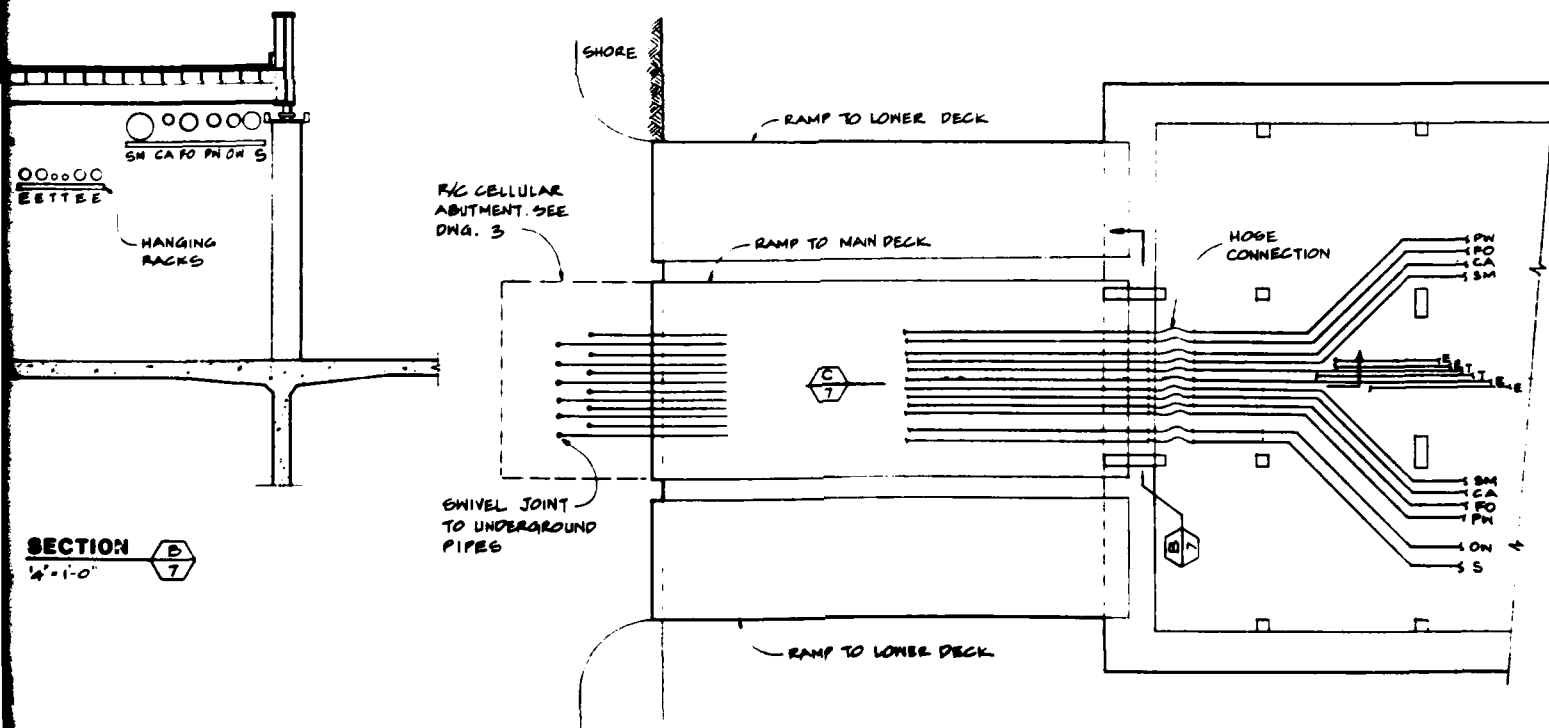 SM CA FO PW OW S
E E T T E E
HANGING
RACKS
SECTION
B
7
1/4"=1'-0"
SHORE
RAMP TO LOWER DECK
R/C CELLULAR
ABUTMENT. SEE
DWG. 3
RAMP TO MAIN DECK
HOSE
CONNECTION
PW
FO
CA
SM
C
7
E
E
T
T
E
E
SWIVEL JOINT
TO UNDERGROUND
PIPES
SM
CA
FO
PW
OW
S
B
7
RAMP TO LOWER DECK